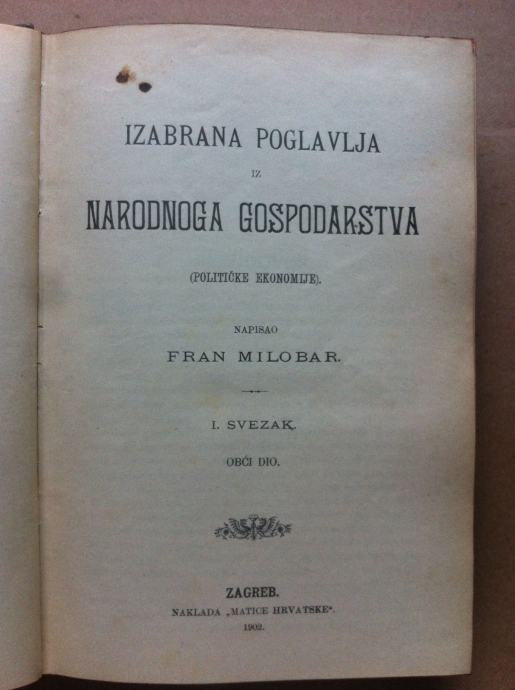 IZABRANA POGLAVLJA
IZ
NARODNOGA GOSPODARSTVA
(POLITIČKE EKONOMIJE).
NAPISAO
FRAN MILOBAR.
I. SVEZAK.
OBĆI DIO.
ZAGREB.
NAKLADA „MATICE HRVATSKE“.
1902.